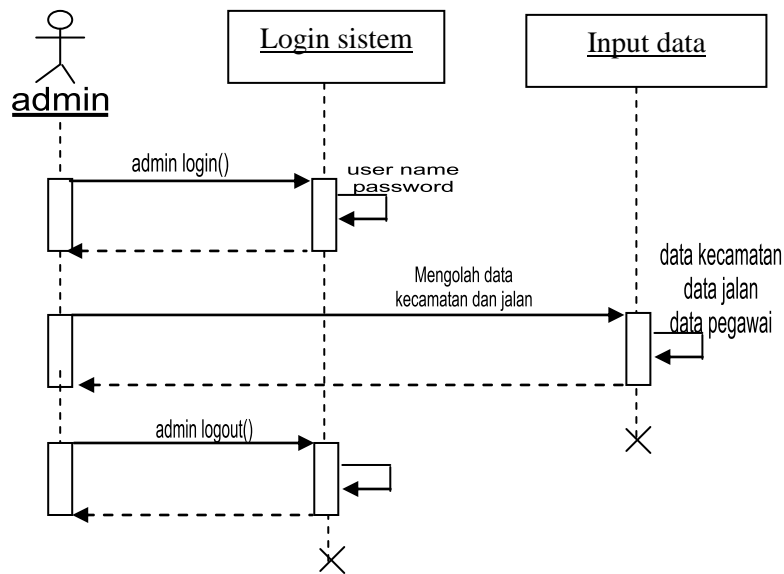 Login sistem
Input data
admin
admin login()
user name
password
data kecamatan
data jalan
data pegawai
Mengolah data
kecamatan dan jalan
admin logout()